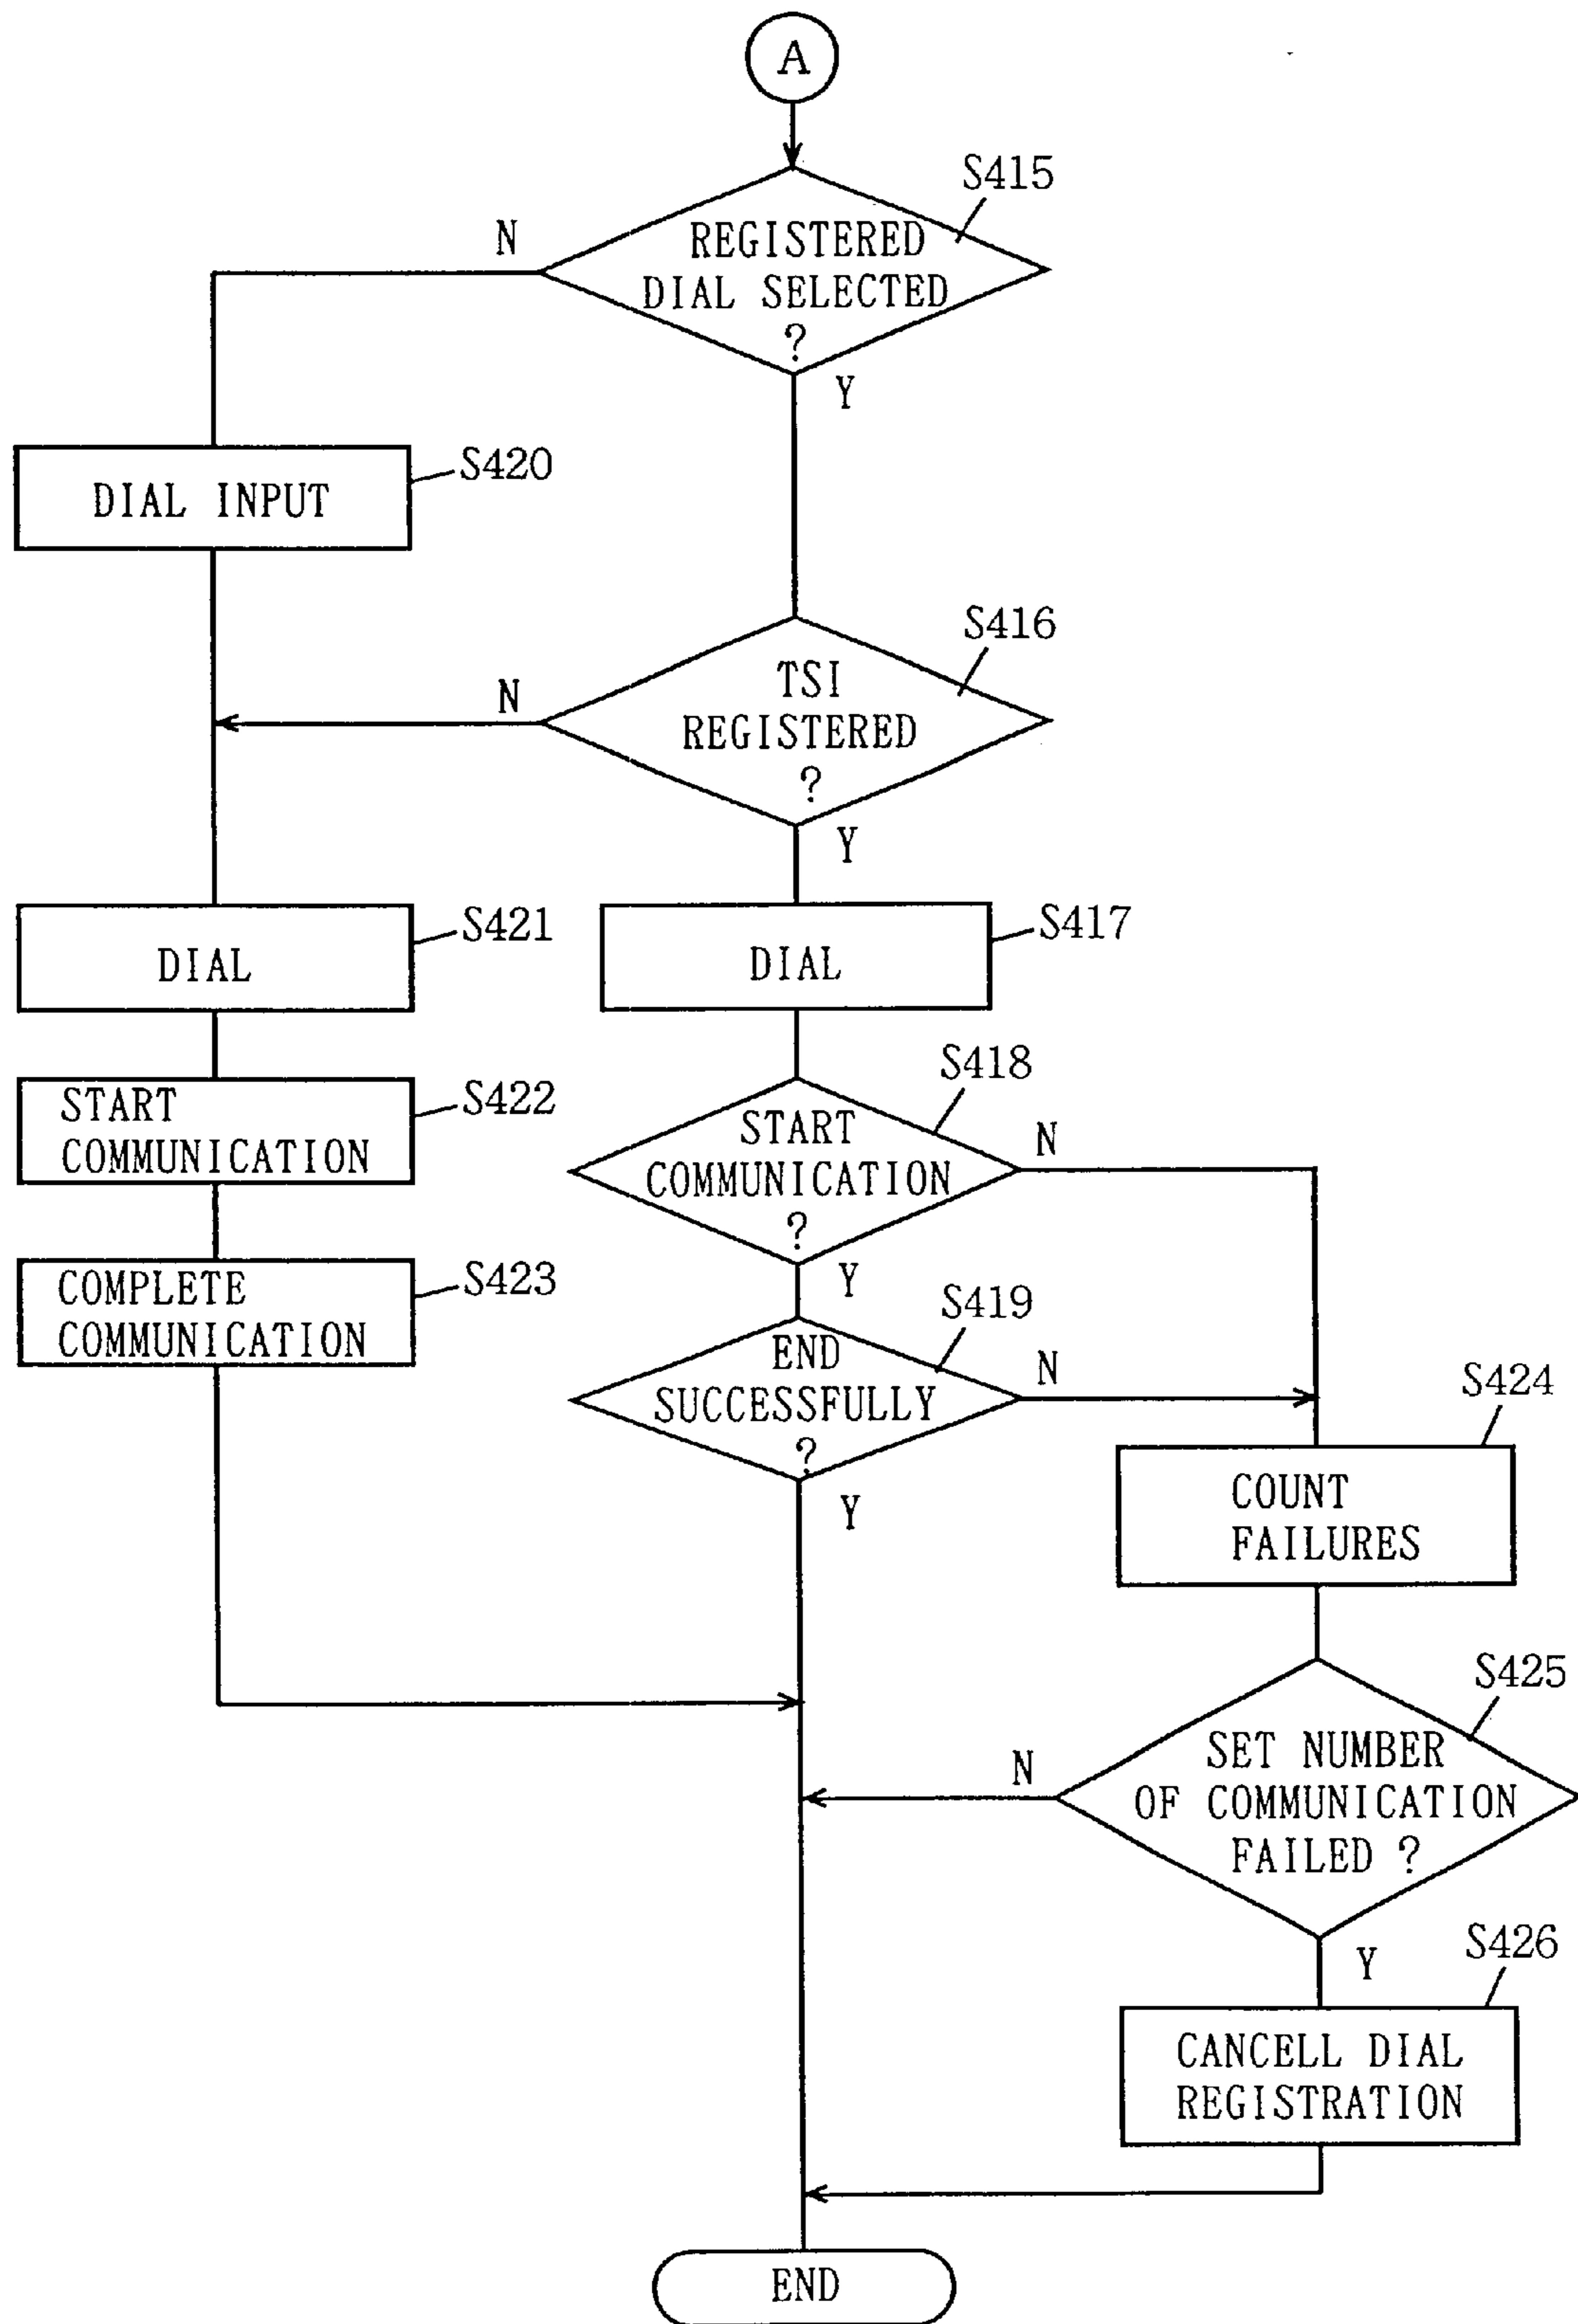 A
S415
N
REGISTERED
DIAL SELECTED
?
Y
S420
DIAL INPUT
S416
N
TSI
REGISTERED
?
Y
S421
DIAL
S417
DIAL
S422
START
COMMUNICATION
S418
START
COMMUNICATION
?
N
Y
S423
COMPLETE
COMMUNICATION
S419
END
SUCCESSFULLY
?
N
Y
S424
COUNT
FAILURES
S425
SET NUMBER
OF COMMUNICATION
FAILED ?
N
Y
S426
CANCELL DIAL
REGISTRATION
END